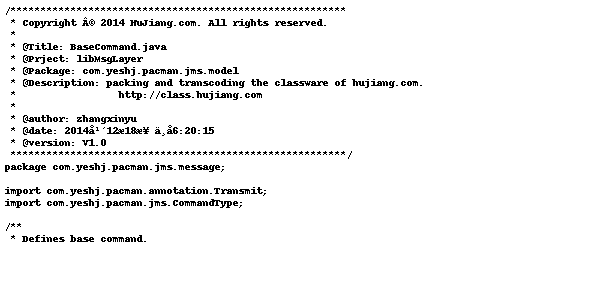 /*********************************************************
 * Copyright Â© 2014 HuJiang.com. All rights reserved.
 *
 * @Title: BaseCommand.java
 * @Prject: libMsgLayer
 * @Package: com.yeshj.pacman.jms.model
 * @Description: packing and transcoding the classware of hujiang.com.
 *                 http://class.hujiang.com
 *
 * @author: zhangxinyu
 * @date: 2014å¹´12æ18æ¥ ä¸å6:20:15
 * @version: V1.0
 *********************************************************/
package com.yeshj.pacman.jms.message;

import com.yeshj.pacman.annotation.Transmit;
import com.yeshj.pacman.jms.CommandType;

/**
 * Defines base command.